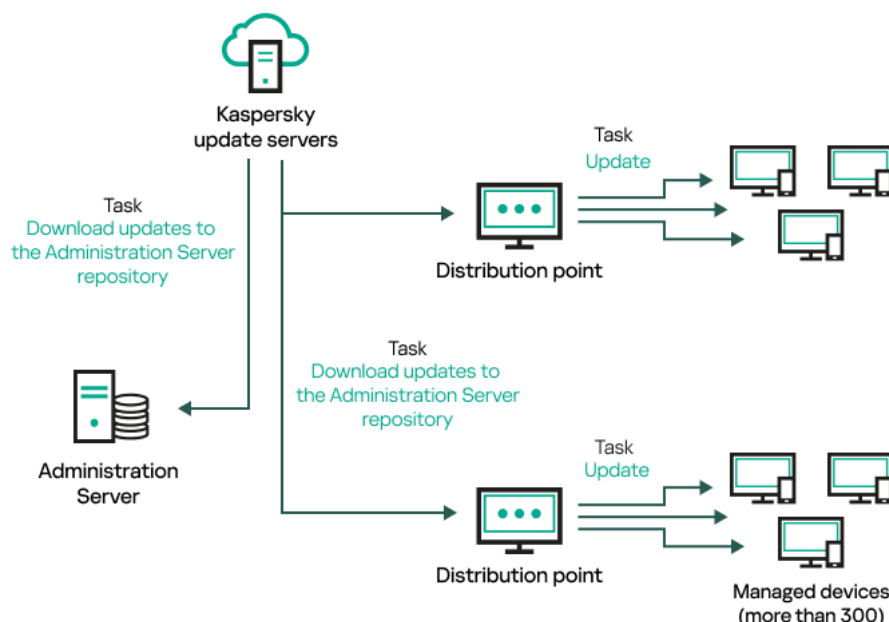 Kaspersky
update servers
Task
Download updates to
the Administration Server
repository
Task
Update
Distribution point
Task
Download updates to
the Administration Server
repository
Administration
Server
Task
Update
Distribution point
Managed devices
(more than 300)